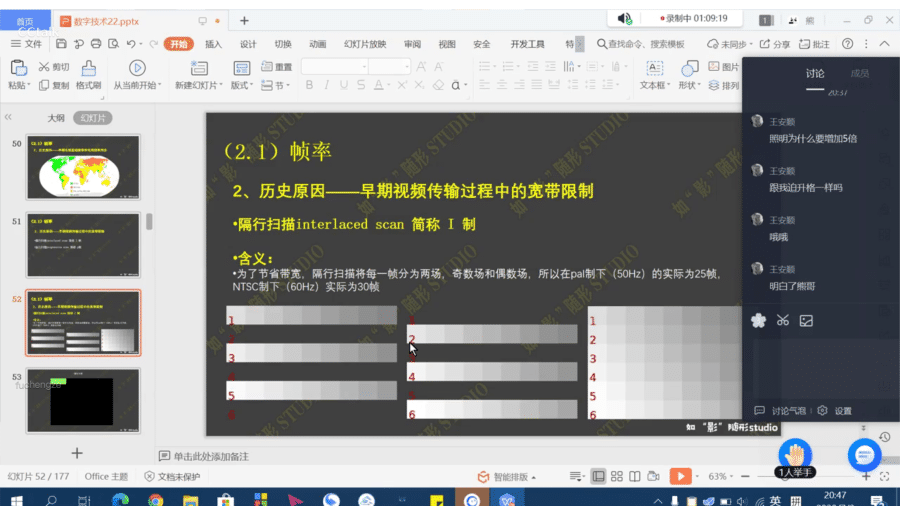 首页
数字技术22.pptx
录制中 01:09:19
1
熊
文件
开始
插入
设计
切换
动画
幻灯片放映
审阅
视图
安全
开发工具
特
查找命令、搜索模板
未同步
分享
批注
粘贴
剪切
复制
格式刷
从当前开始
新建幻灯片
版式
重置
节
B I U S A
文本框
形状
图片
排列
大纲
幻灯片
50
51
52
53
fuchengze
(2.1) 帧率
2、历史原因——早期视频传输过程中的宽带限制
•隔行扫描interlaced scan 简称 I 制
•含义：
•为了节省带宽，隔行扫描将每一帧分为两场，奇数场和偶数场，所以在pal制下（50Hz）的实际为25帧，
NTSC制下（60Hz）实际为30帧
1
2
3
4
5
6
2
4
6
1
2
3
4
5
6
如“影”随形studio
讨论
成员
20:37
王安颢
照明为什么要增加5倍
王安颢
跟我迫升格一样吗
王安颢
哦哦
王安颢
明白了熊哥
讨论气泡
设置
1人举手
单击此处添加备注
幻灯片 52 / 177
Office 主题
文档未保护
智能排版
63%
英
20:47